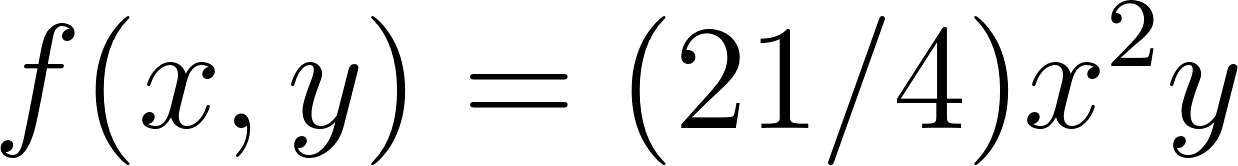 f(x, y) = (21/4)x²y